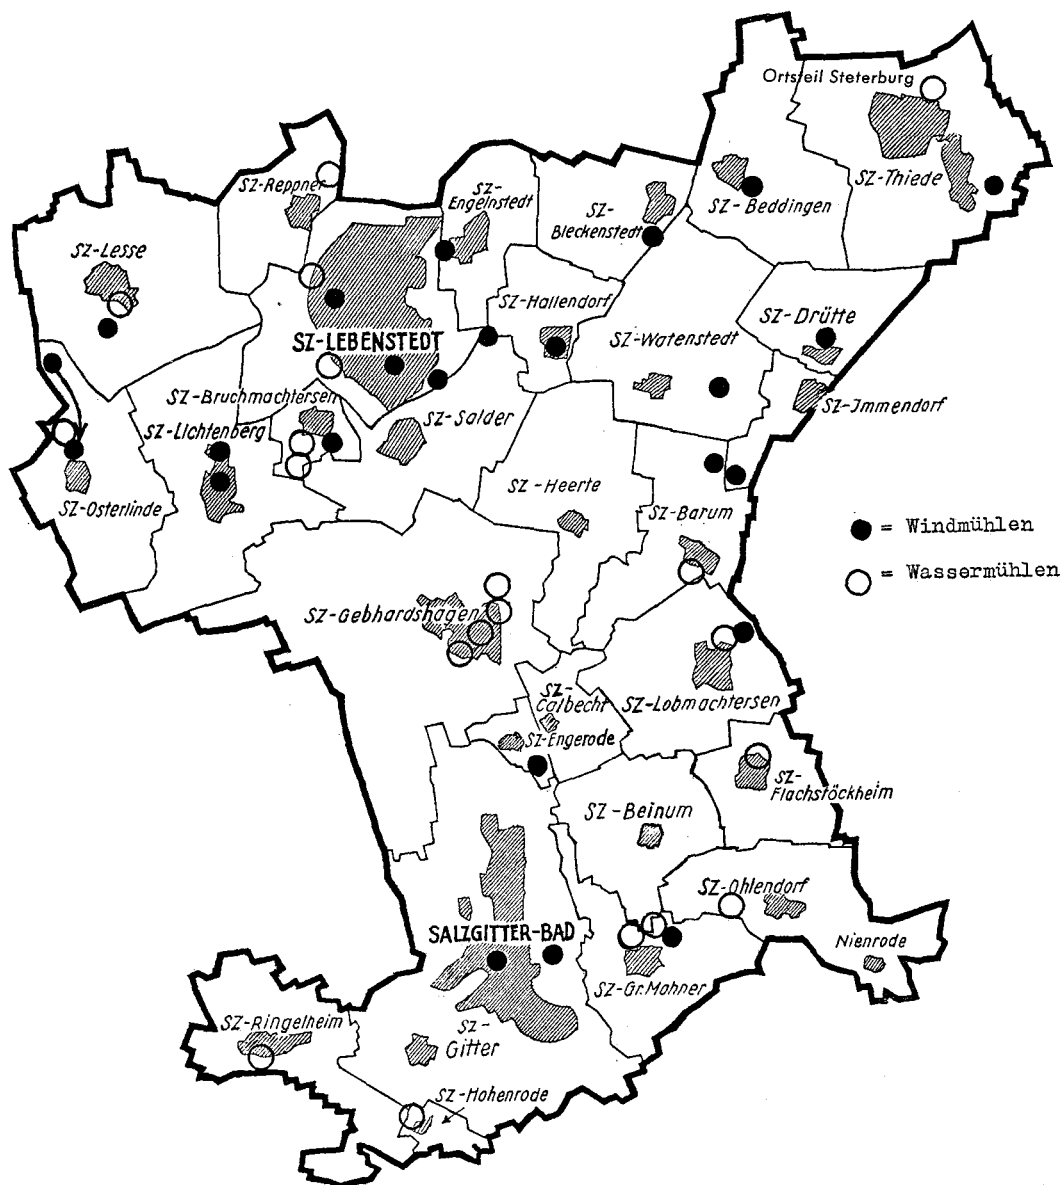 Ortsteil Steterburg
SZ-Thiede
SZ-Reppner
SZ-
Engelnstedt
SZ-
Bleckenstedt
SZ-Beddingen
SZ-Lesse
SZ-Hallendorf
SZ-LEBENSTEDT
SZ-Watenstedt
SZ-Drütte
SZ-Bruchmachtersen
SZ-Salder
SZ-Jmmendorf
SZ-Lichtenberg
SZ-Osterlinde
SZ-Heerte
SZ-Barum
= Windmühlen
= Wassermühlen
SZ-Gebhardshagen
SZ-
Calbecht
SZ-Lobmachtersen
SZ-Engerode
SZ-
Flachstöckheim
SZ-Beinum
SZ-Ohlendorf
SALZGITTER-BAD
Nienrode
SZ-Gr.Mahner
SZ-Ringelheim
SZ-
Gitter
SZ-Hohenrode